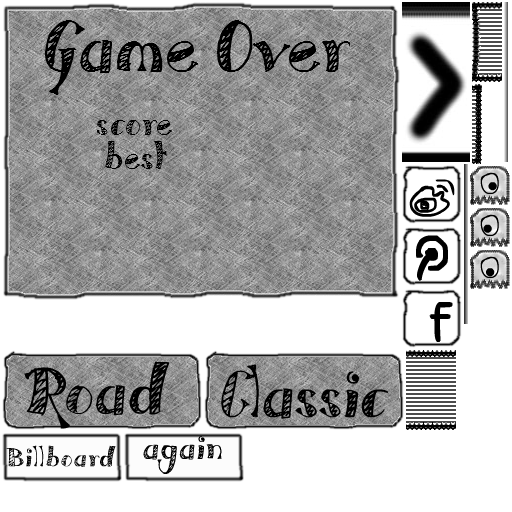 Game Over
score
best
f
Road
Classic
Billboard
again